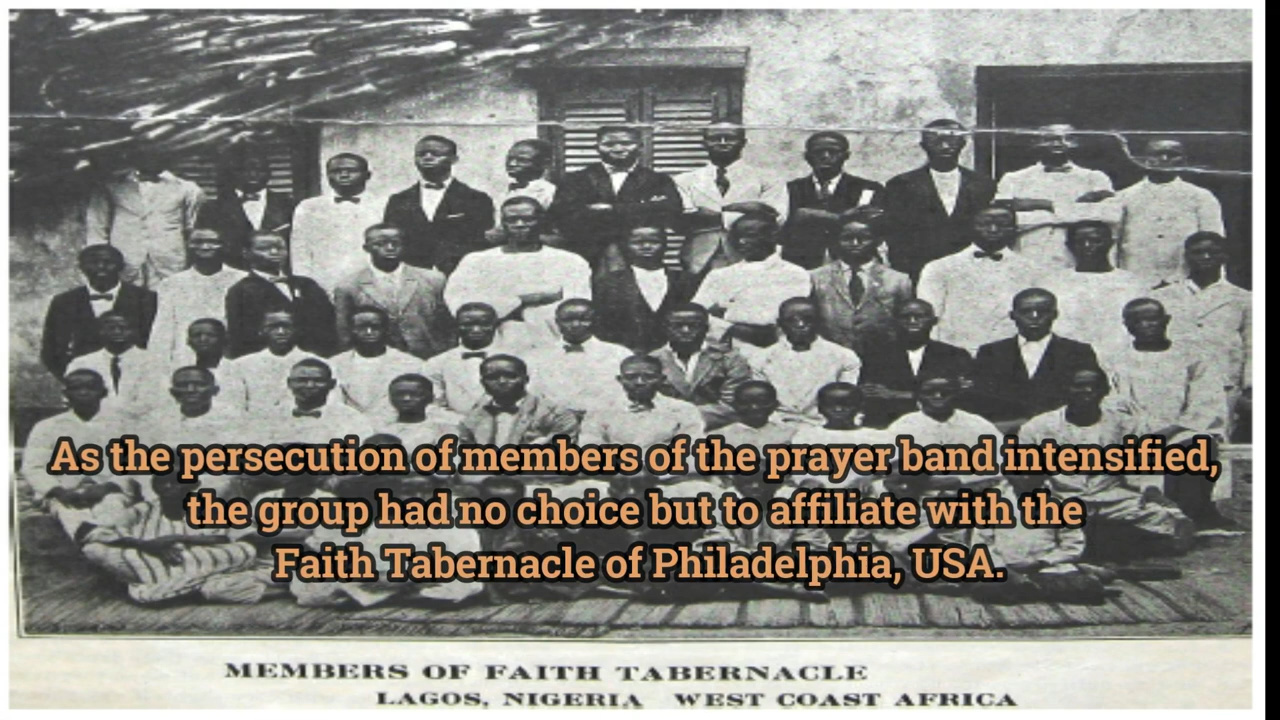 As the persecution of members of the prayer band intensified,
the group had no choice but to affiliate with the
Faith Tabernacle of Philadelphia, USA.
MEMBERS OF FAITH TABERNACLE
LAGOS, NIGERIA WEST COAST AFRICA